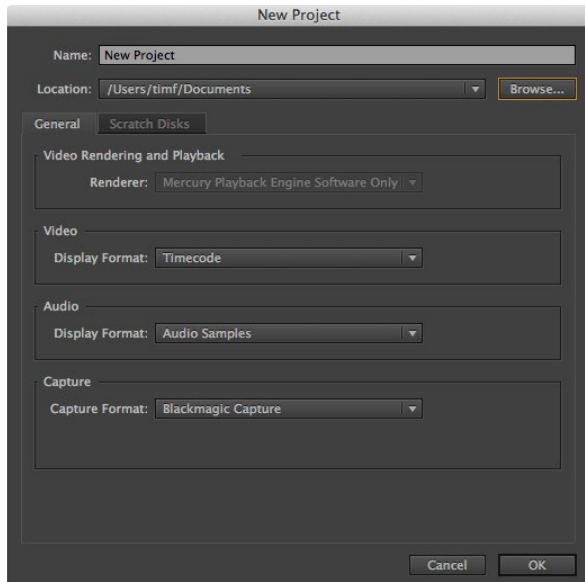 New Project
Name: New Project
Location: /Users/timf/Documents Browse...
General Scratch Disks
Video Rendering and Playback
Renderer: Mercury Playback Engine Software Only
Video
Display Format: Timecode
Audio
Display Format: Audio Samples
Capture
Capture Format: Blackmagic Capture
Cancel OK